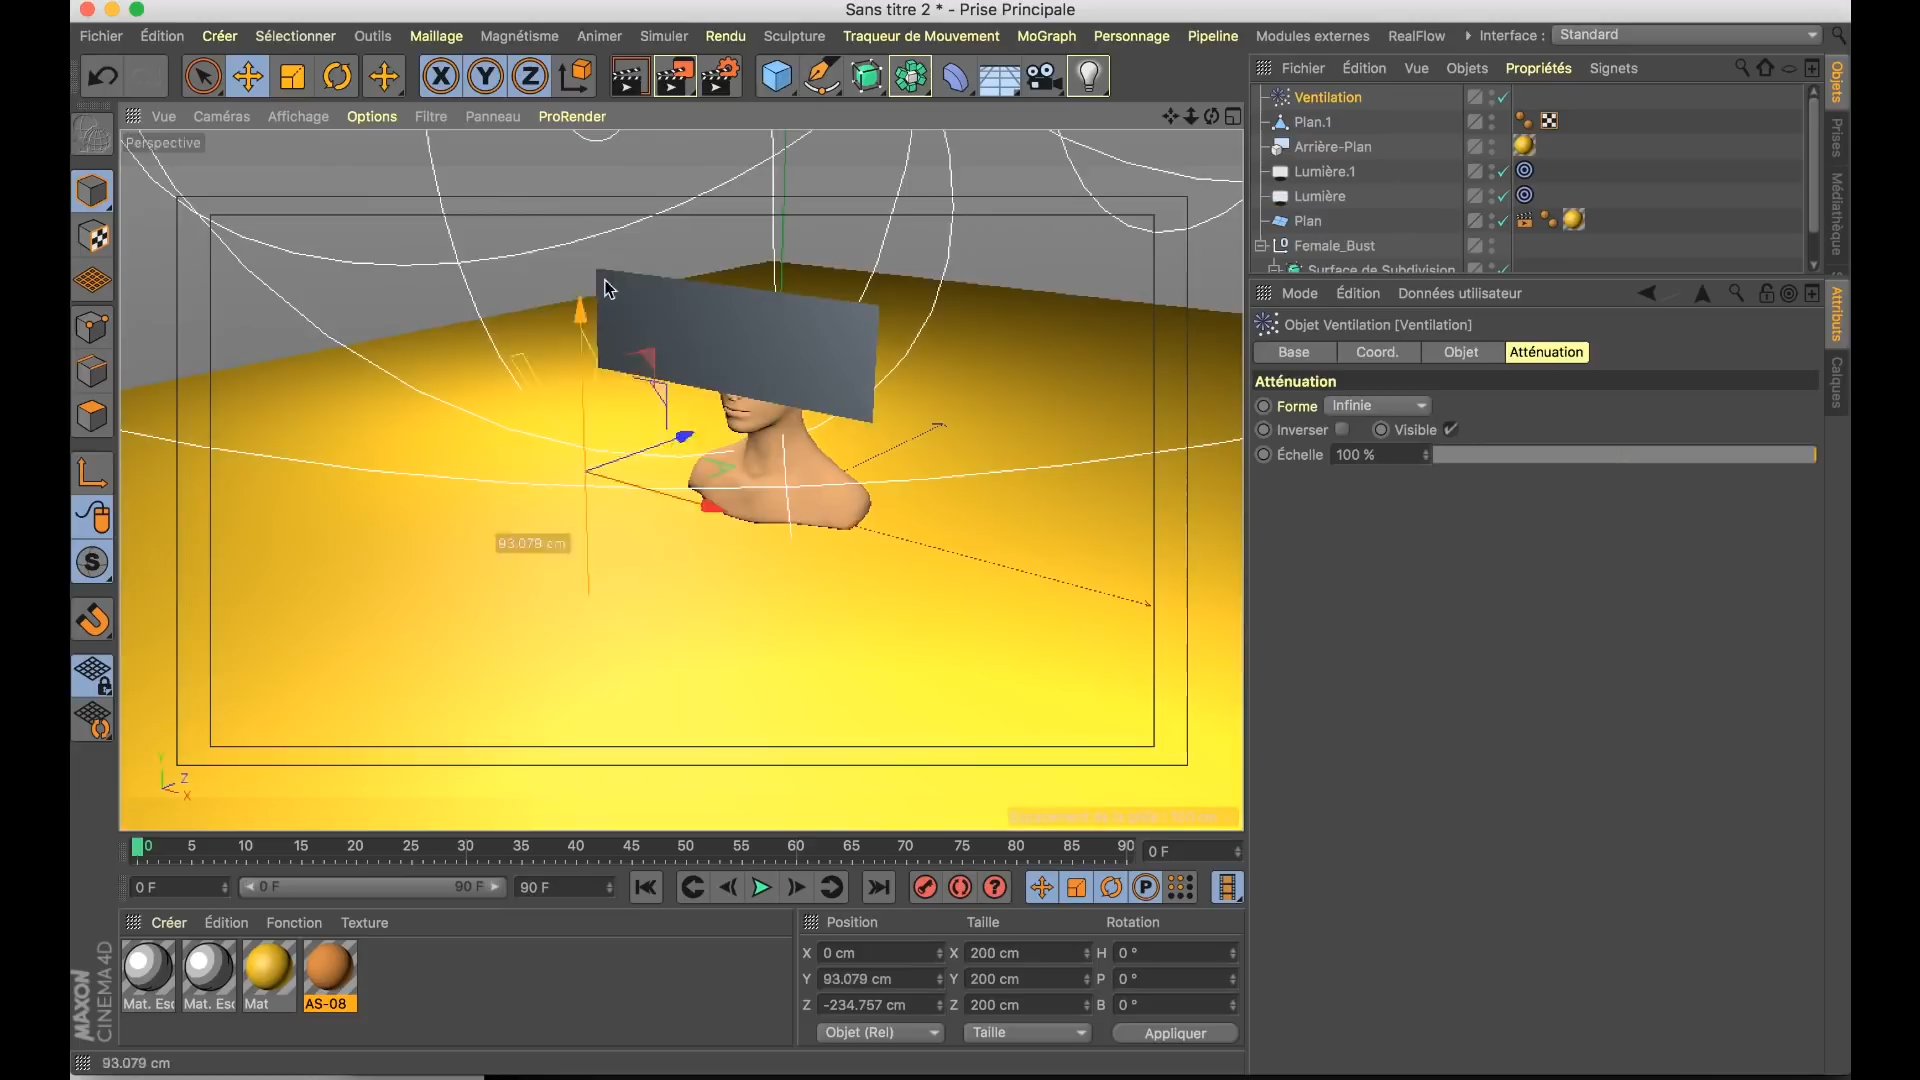 Sans titre 2 * - Prise Principale
Fichier Édition Créer Sélectionner Outils Maillage Magnétisme Animer Simuler Rendu Sculpture Traqueur de Mouvement MoGraph Personnage Pipeline Modules externes RealFlow Interface : Standard
X Y Z
Fichier Édition Vue Objets Propriétés Signets
Objets
Prises
Médiathèque
Ventilation
Plan.1
Arrière-Plan
Lumière.1
Lumière
Plan
Female_Bust
Surface de Subdivision
Vue Caméras Affichage Options Filtre Panneau ProRender
Perspective
93.079 cm
Y
Z
X
Mode Édition Données utilisateur
Attributs
Calques
Objet Ventilation [Ventilation]
Base Coord. Objet Atténuation
Atténuation
Forme Infinie
Inverser Visible
Échelle 100 %
S
0 5 10 15 20 25 30 35 40 45 50 55 60 65 70 75 80 85 90 0 F
0 F 0 F 90 F 90 F ? P
Créer Édition Fonction Texture
Mat. Esc Mat. Esc Mat AS-08
Position Taille Rotation
X 0 cm X 200 cm H 0 °
Y 93.079 cm Y 200 cm P 0 °
Z -234.757 cm Z 200 cm B 0 °
Objet (Rel) Taille Appliquer
MAXON
CINEMA 4D
93.079 cm